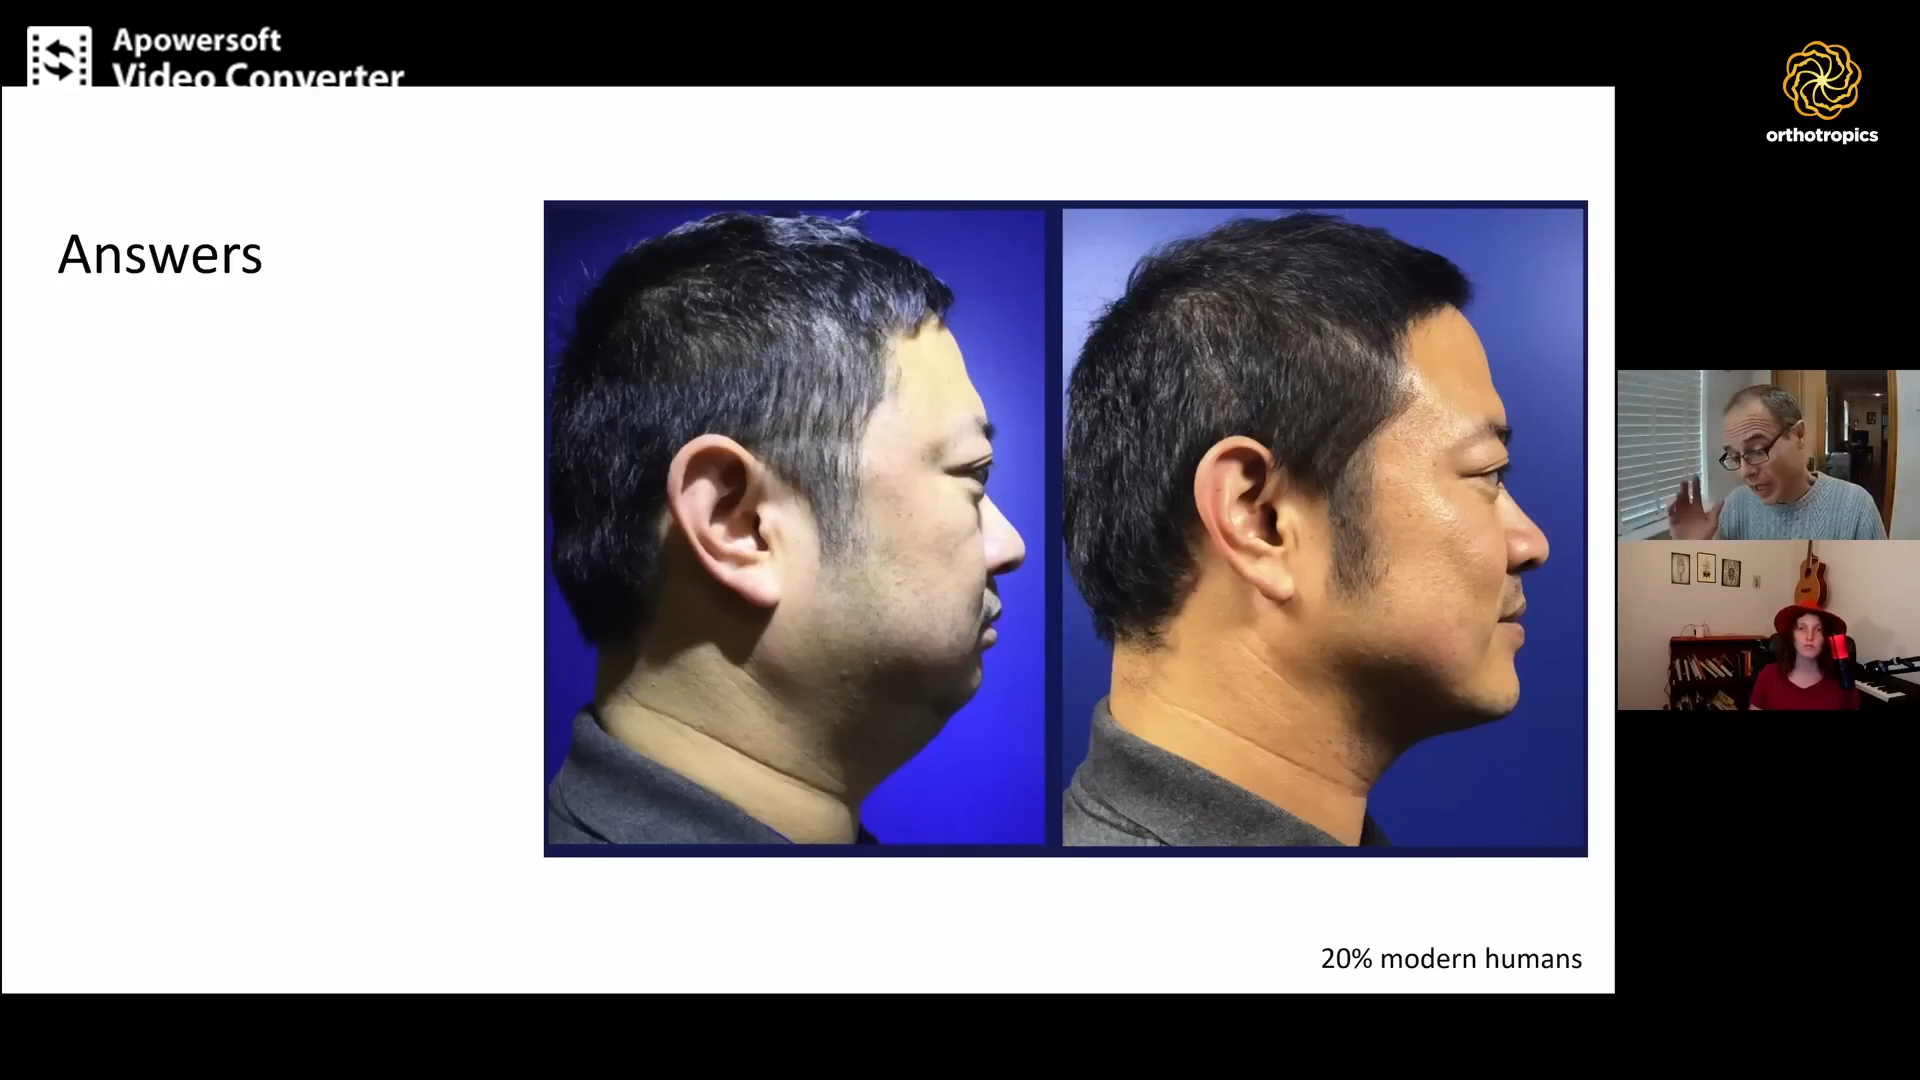 Apowersoft
Video Converter
orthotropics
Answers
20% modern humans